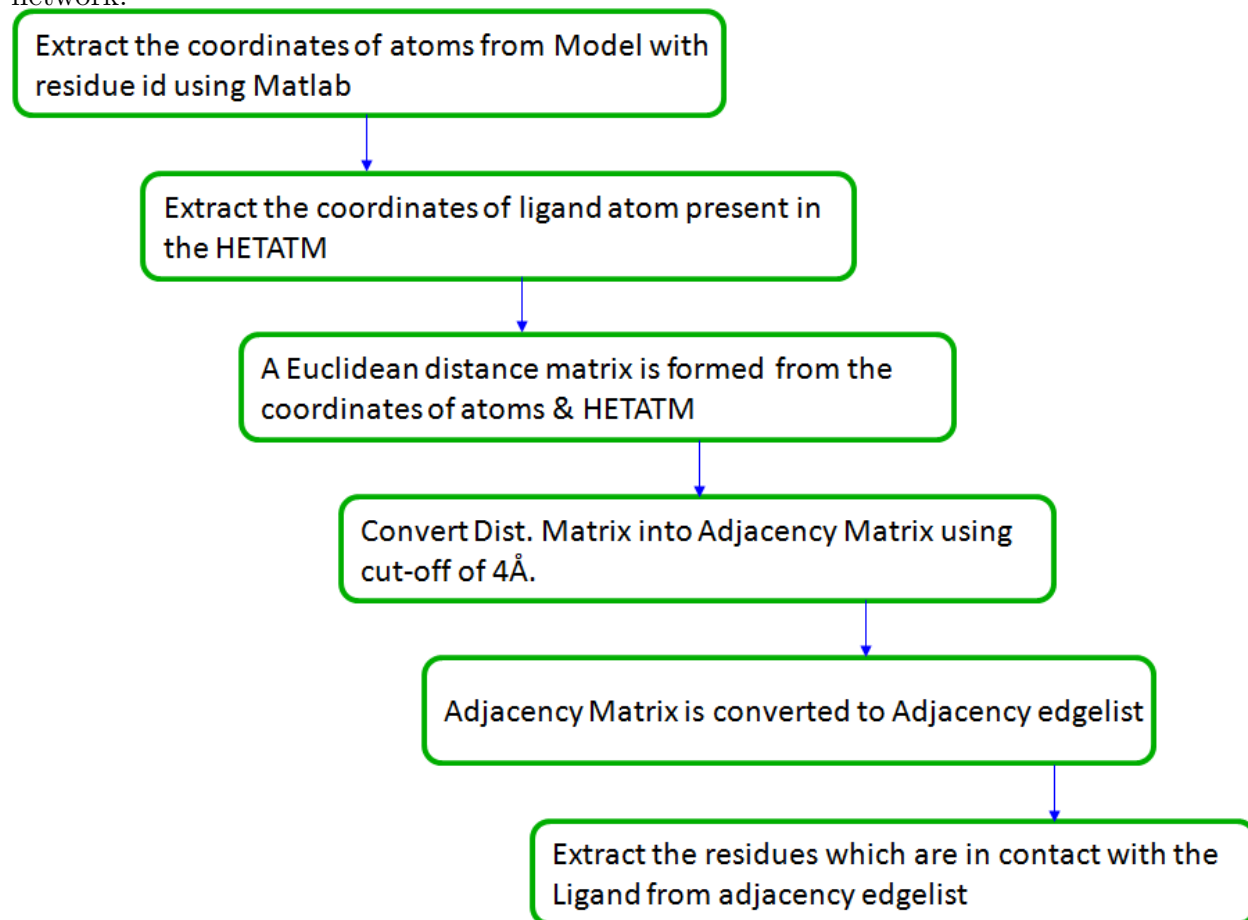 network.
Extract the coordinates of atoms from Model with
residue id using Matlab
Extract the coordinates of ligand atom present in
the HETATM
A Euclidean distance matrix is formed from the
coordinates of atoms & HETATM
Convert Dist. Matrix into Adjacency Matrix using
cut-off of 4Å.
Adjacency Matrix is converted to Adjacency edgelist
Extract the residues which are in contact with the
Ligand from adjacency edgelist